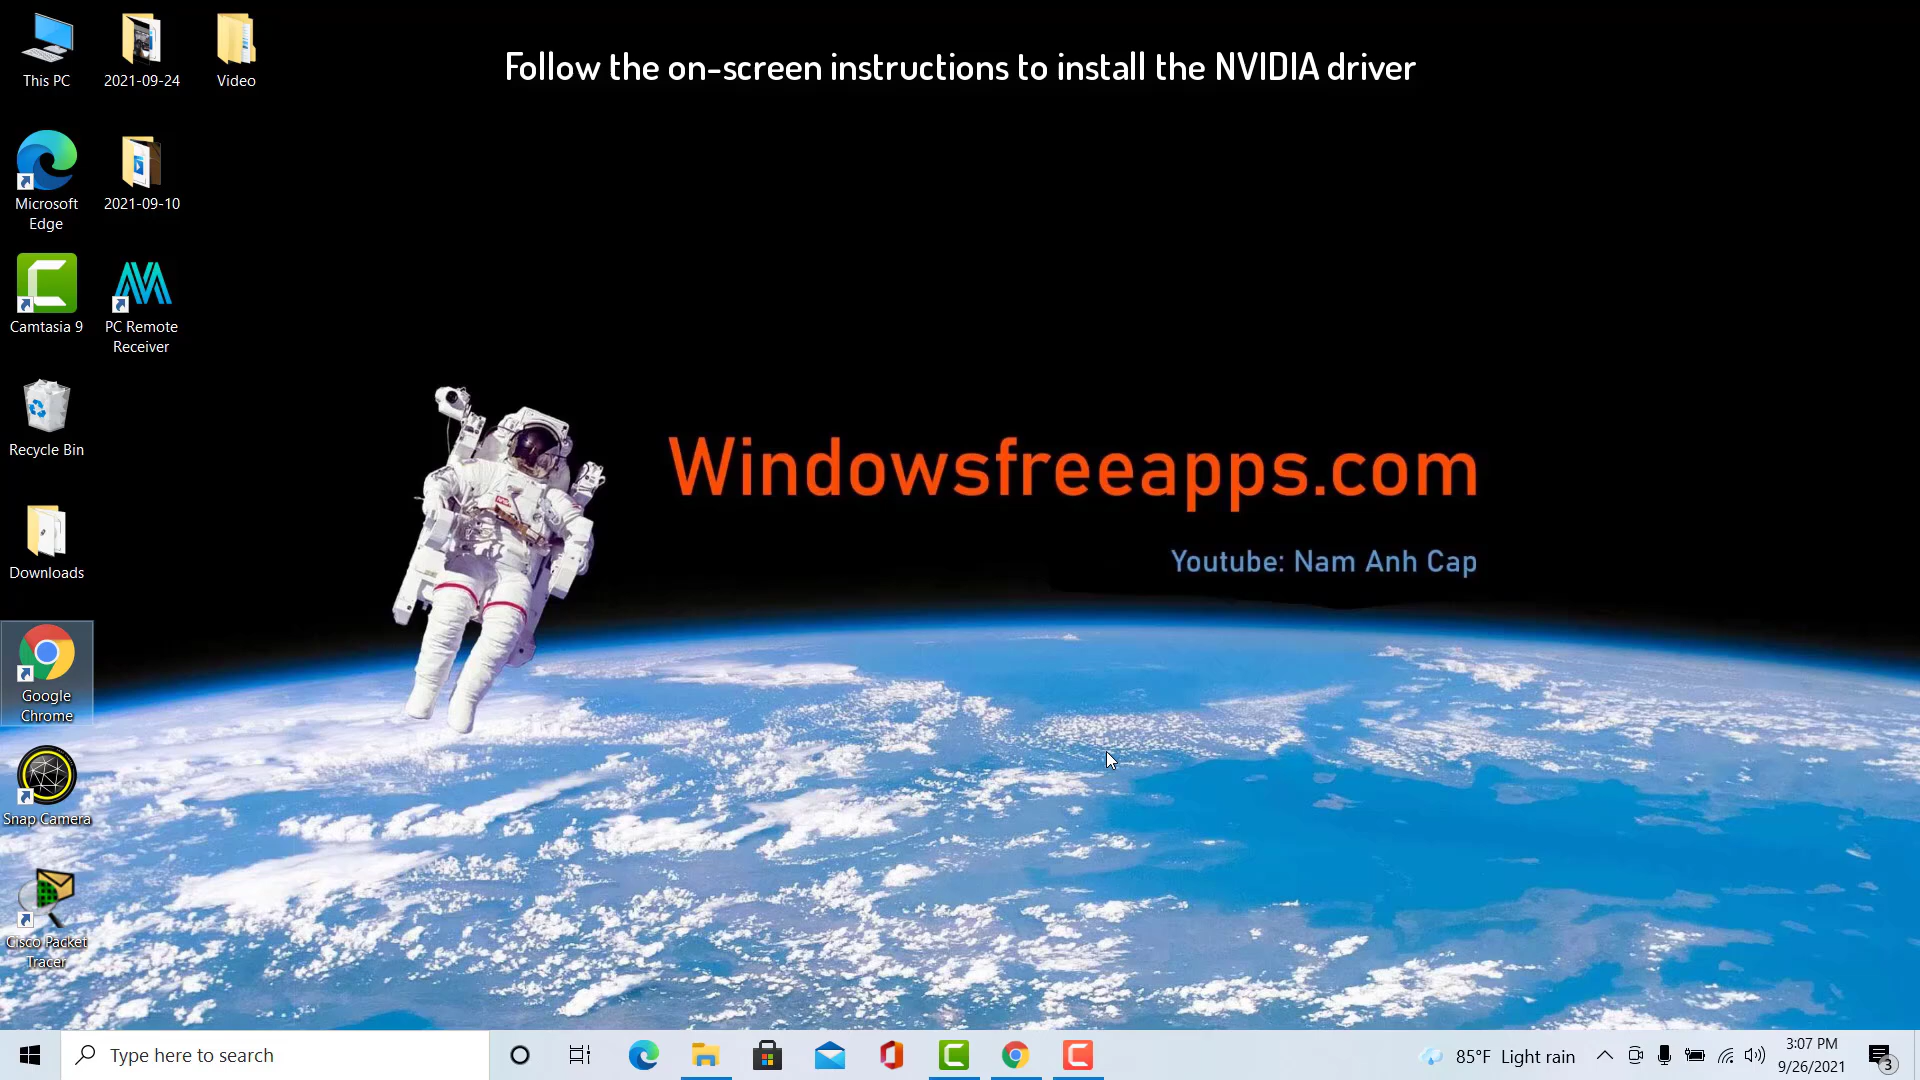 Follow the on-screen instructions to install the NVIDIA driver
This PC
2021-09-24
Video
Microsoft
Edge
2021-09-10
Camtasia 9
PC Remote
Receiver
Recycle Bin
Downloads
Google
Chrome
Snap Camera
Cisco Packet
Tracer
Windowsfreeapps.com
Youtube: Nam Anh Cap
Type here to search
85°F Light rain
3:07 PM
9/26/2021
3